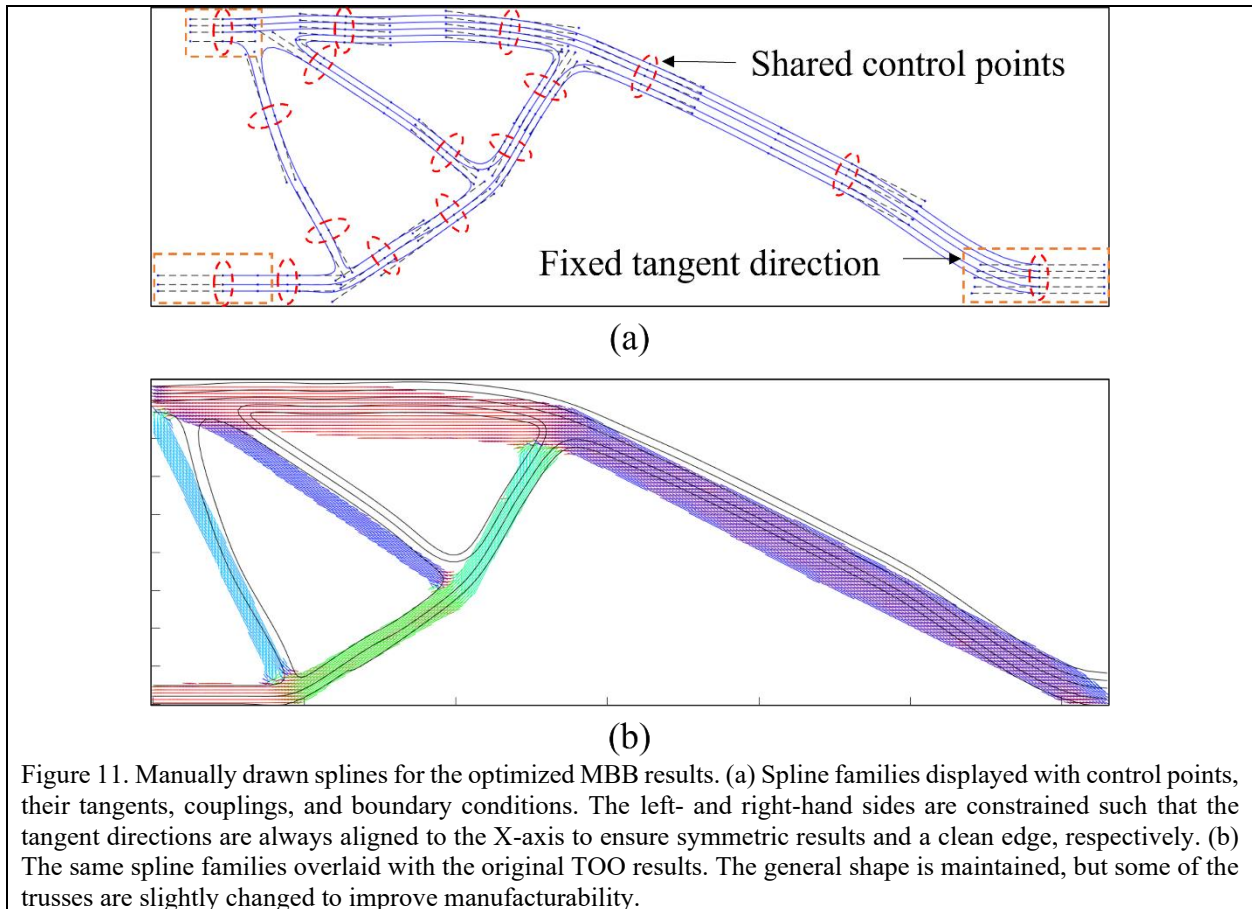 Shared control points
Fixed tangent direction
(a)
(b)
Figure 11. Manually drawn splines for the optimized MBB results. (a) Spline families displayed with control points,
their tangents, couplings, and boundary conditions. The left- and right-hand sides are constrained such that the
tangent directions are always aligned to the X-axis to ensure symmetric results and a clean edge, respectively. (b)
The same spline families overlaid with the original TOO results. The general shape is maintained, but some of the
trusses are slightly changed to improve manufacturability.